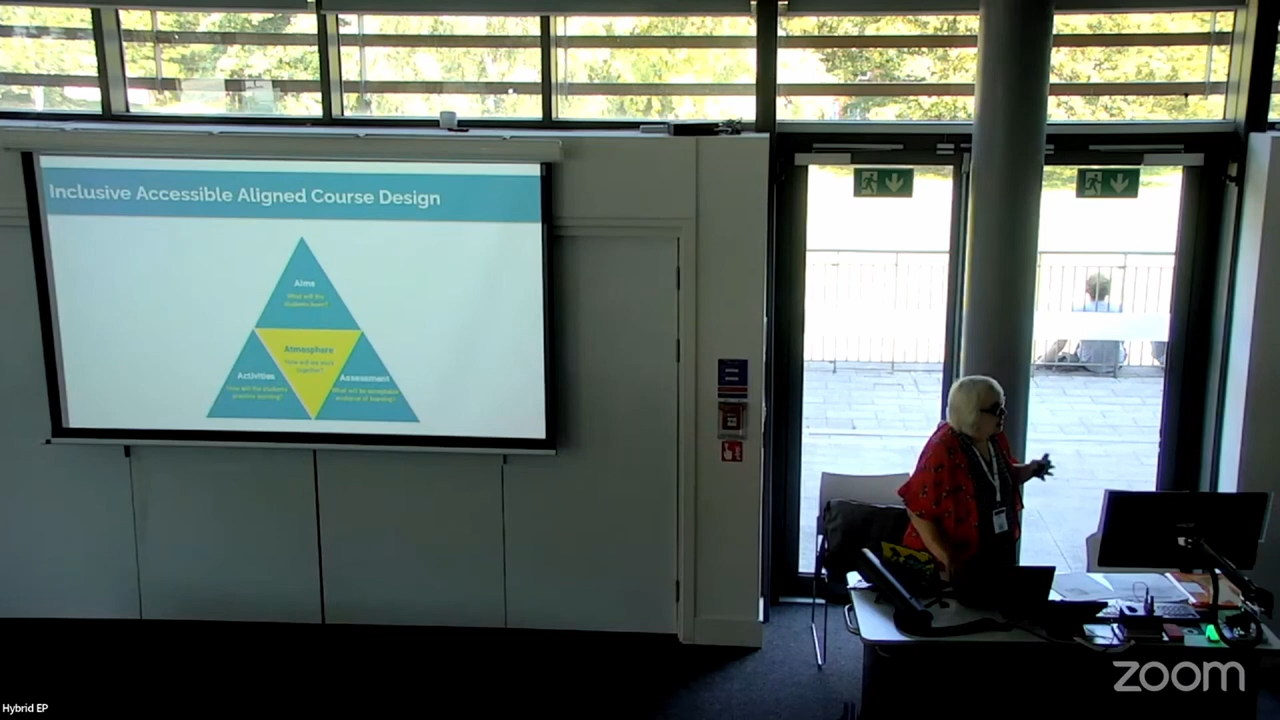 Inclusive Accessible Aligned Course Design
Aims
What will the
students learn?
Atmosphere
How will we work
together?
Activities
How will the students
practice learning?
Assessment
What will be acceptable
evidence of learning?
zoom
Hybrid EP